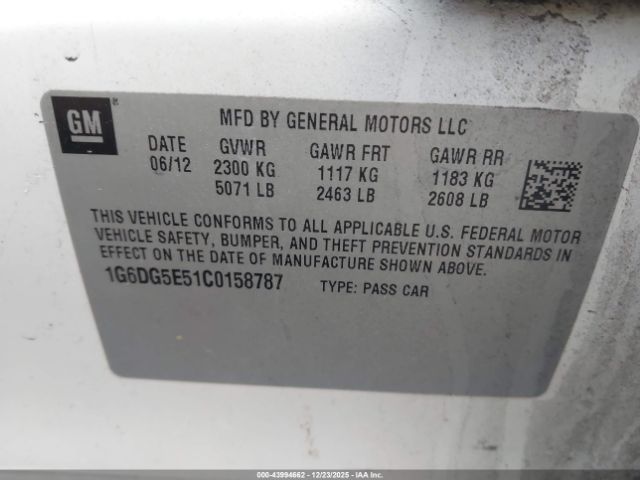 GM
MFD BY GENERAL MOTORS LLC
DATE GVWR GAWR FRT GAWR RR
06/12 2300 KG 1117 KG 1183 KG
5071 LB 2463 LB 2608 LB
THIS VEHICLE CONFORMS TO ALL APPLICABLE U.S. FEDERAL MOTOR
VEHICLE SAFETY, BUMPER, AND THEFT PREVENTION STANDARDS IN
EFFECT ON THE DATE OF MANUFACTURE SHOWN ABOVE.
1G6DG5E51C0158787 TYPE: PASS CAR
000-43994662 - 12/23/2025 - COPYRIGHT IAA, LLC.